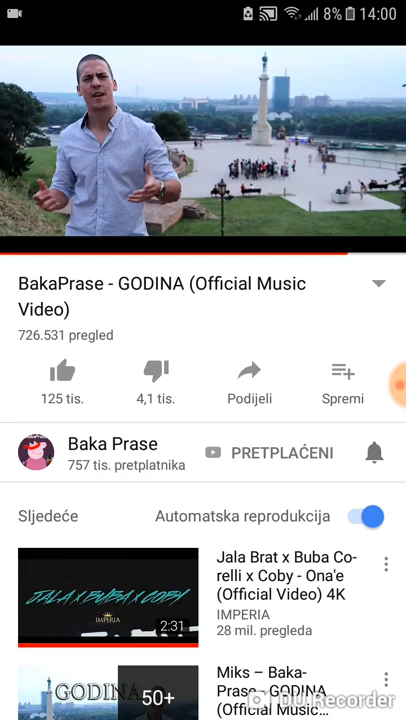 8% 14:00
BakaPrase - GODINA (Official Music
Video)
726.531 pregled
125 tis.
4,1 tis.
Podijeli
Spremi
Baka Prase
757 tis. pretplatnika
PRETPLAĆENI
Sljedeće
Automatska reprodukcija
JALA X BUBA X COBY
IMPERIA
2:31
Jala Brat x Buba Co-
relli x Coby - Ona'e
(Official Video) 4K
IMPERIA
28 mil. pregleda
GODINA
50+
Miks – Baka-
Prase - GODINA
(Official Music...
DU Recorder